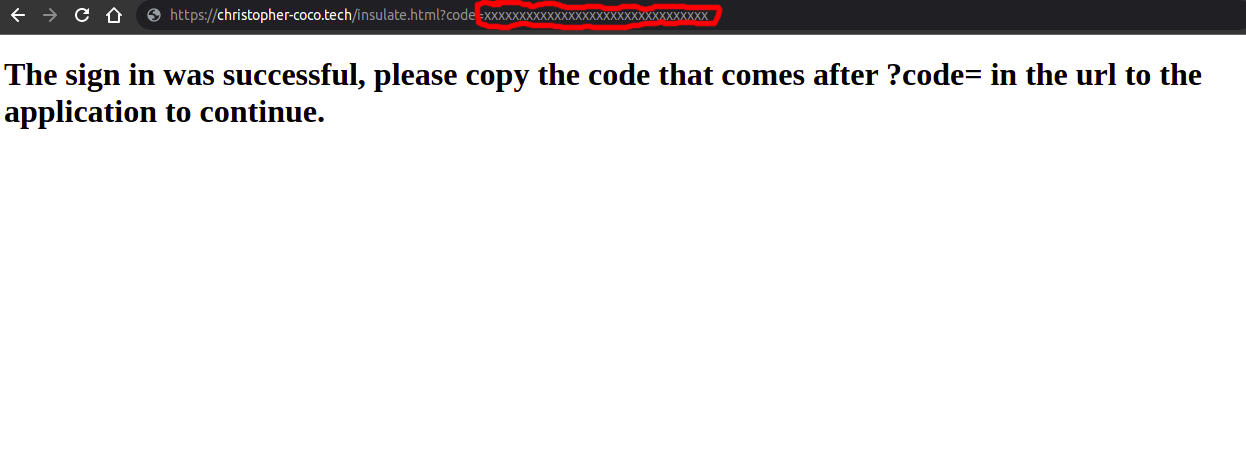 https://christopher-coco.tech/insulate.html?code=xxxxxxxxxxxxxxxxxxxxxxxxxxxxxxxx
The sign in was successful, please copy the code that comes after ?code= in the url to the
application to continue.